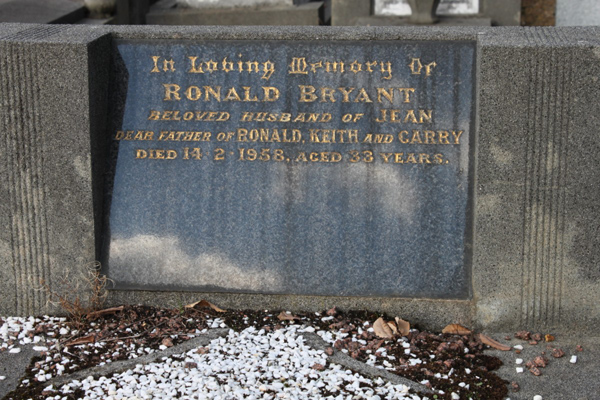 In Loving Memory Of
RONALD BRYANT
BELOVED HUSBAND OF JEAN
DEAR FATHER OF RONALD, KEITH AND GARRY
DIED 14·2·1958, AGED 33 YEARS.